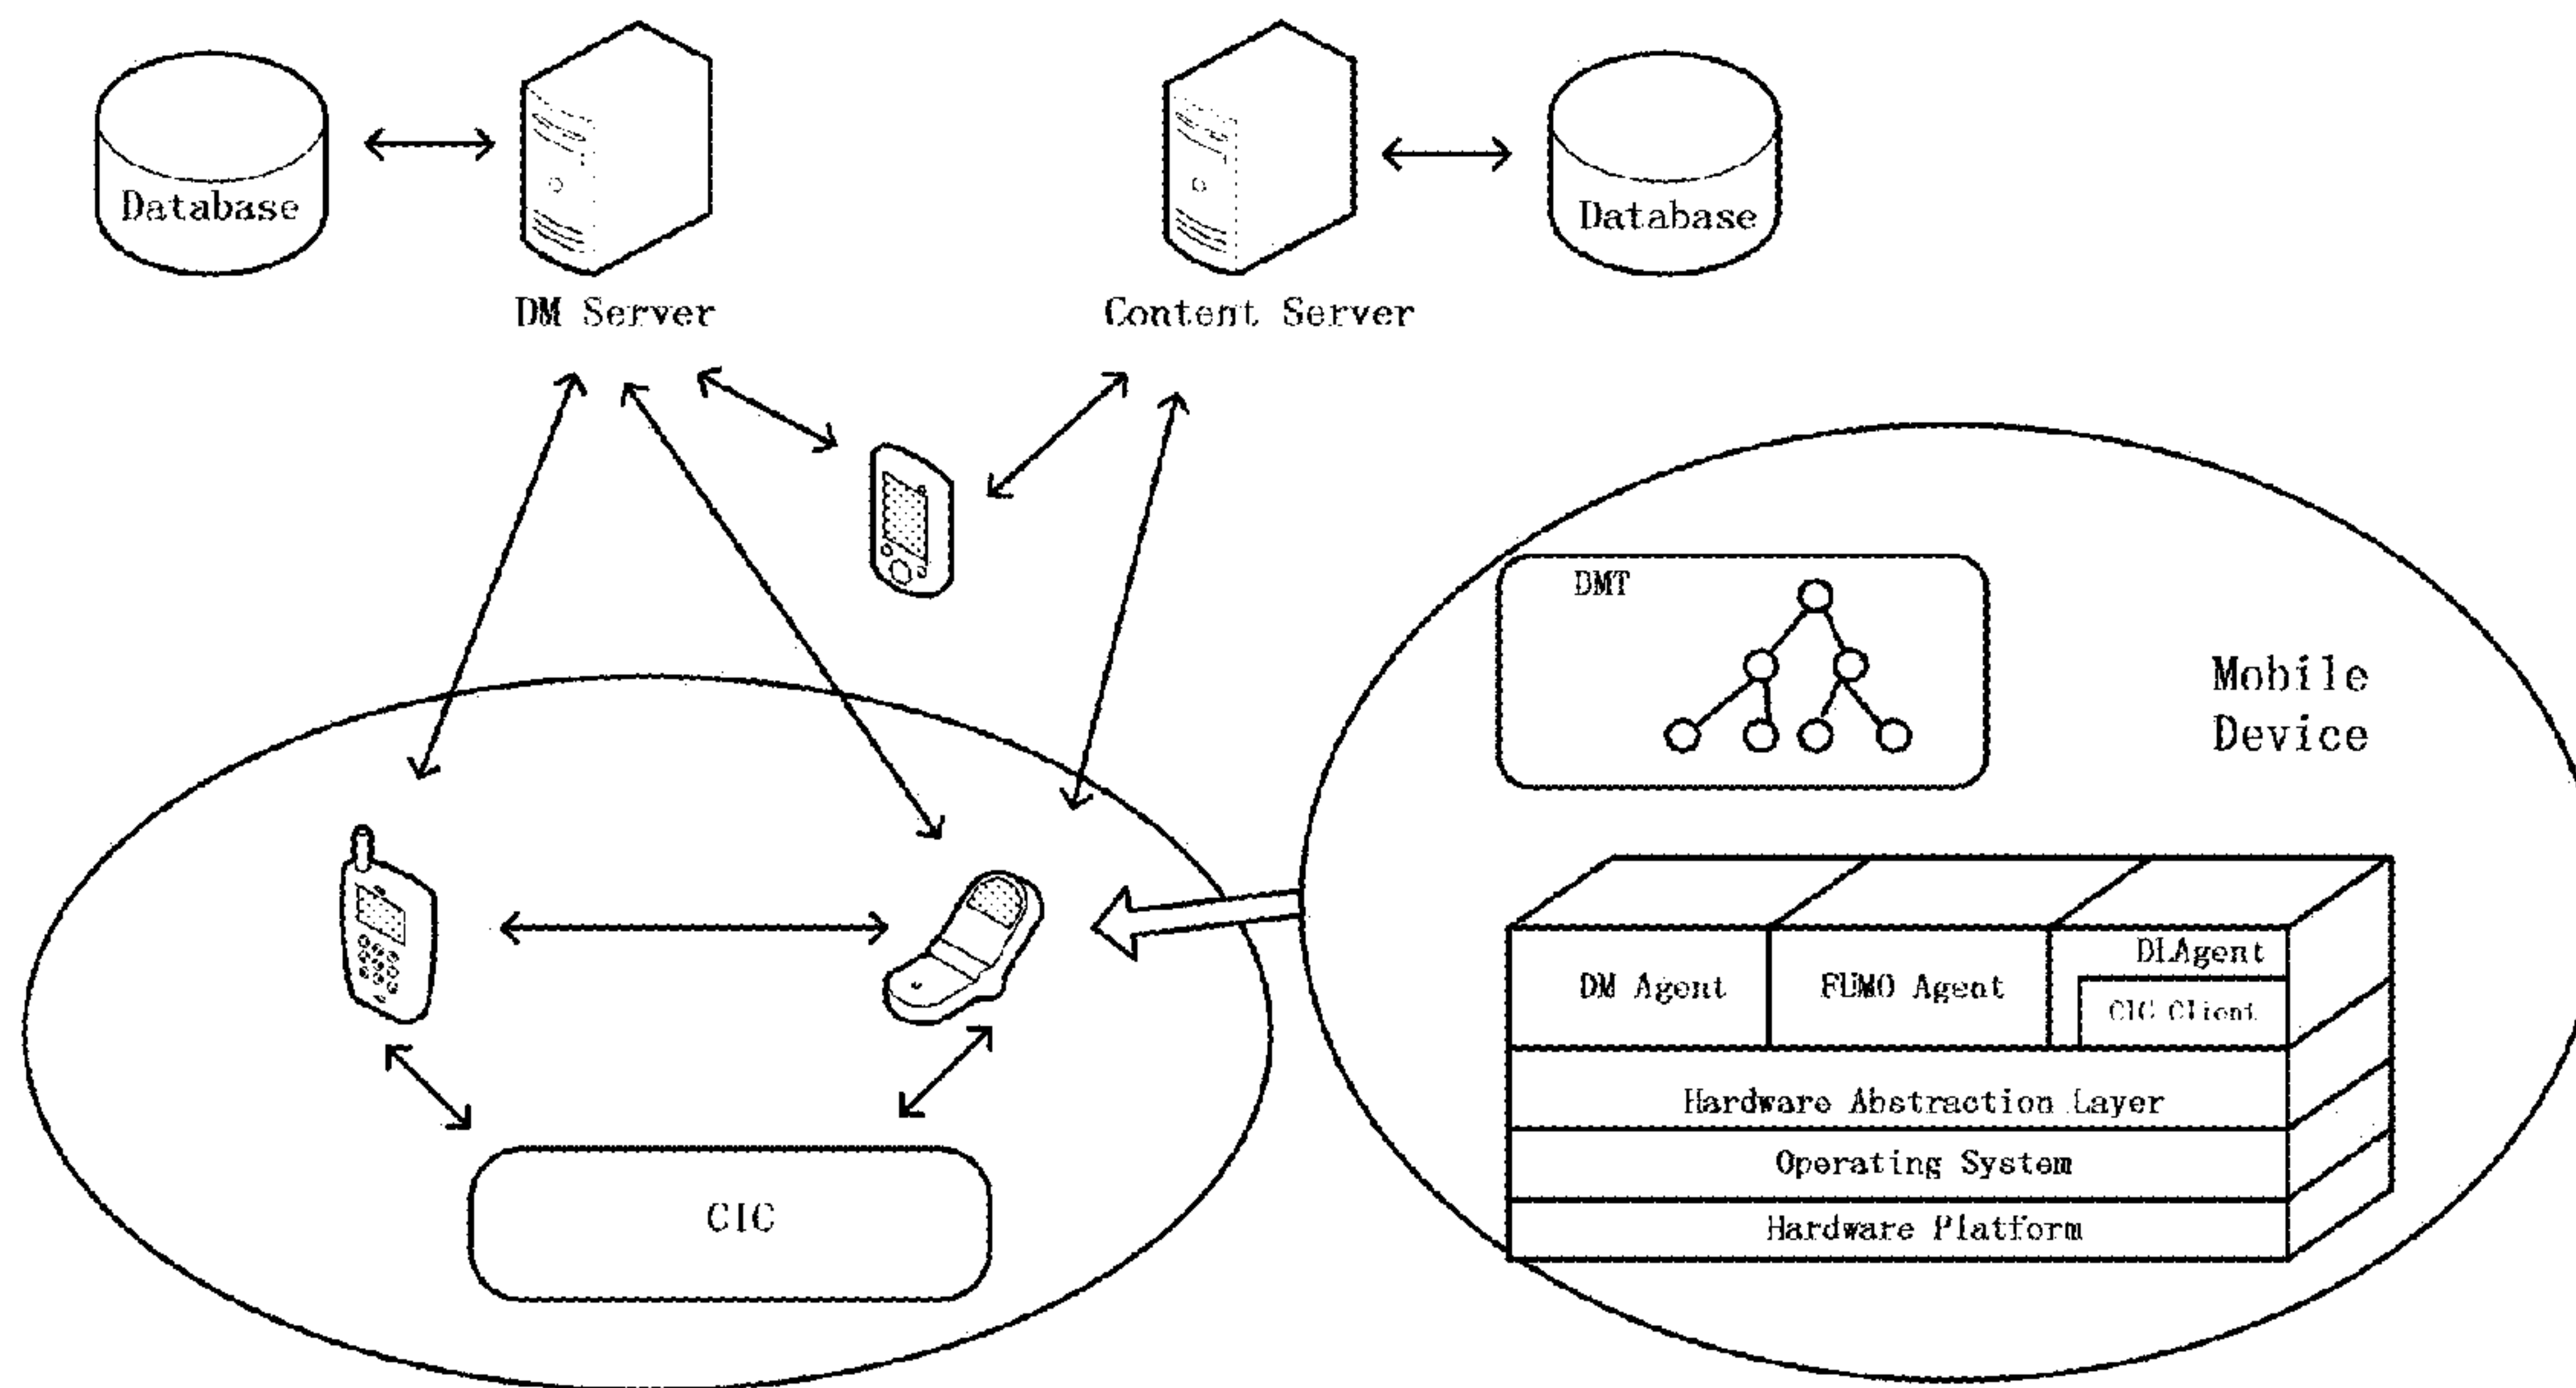 Database
Database
DM Server
Content Server
DMT
Mobile
Device
DLAgent
DM Agent
FUMO Agent
CIC Client
Hardware Abstraction Layer
Operating System
Hardware Platform
CIC